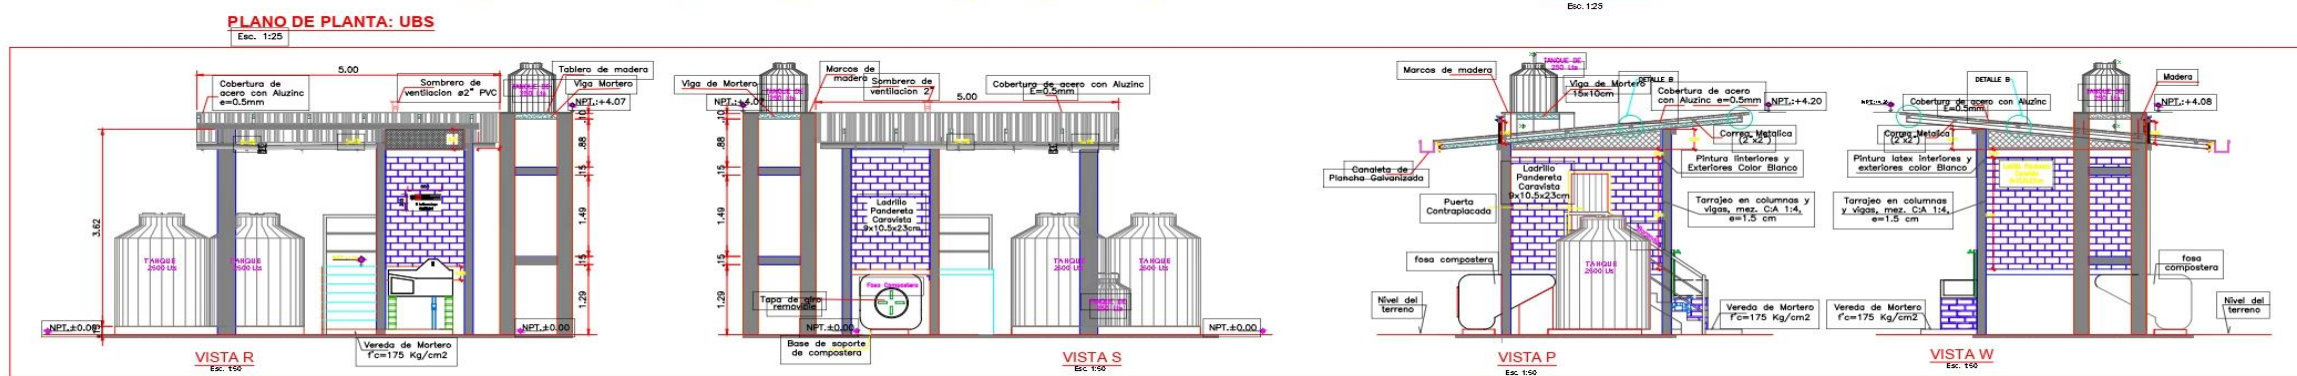 Esc. 1:25
PLANO DE PLANTA: UBS
Esc. 1:25
5.00
Cobertura de
acero con Aluzinc
e=0.5mm
Sombrero de
ventilacion ø2" PVC
Tablero de madera
Viga Mortero
NPT.:+4.07
.10
.88
.15
1.49
.15
1.29
3.62
TANQUE
2500 Lts
TANQUE
2500 Lts
NPT.±0.00
NPT.±0.00
Vereda de Mortero
f'c=175 Kg/cm2
VISTA R
Esc. 1:50
Viga de Mortero
Marcos de
madera
Sombrero de
ventilacion 2"
Cobertura de acero con Aluzinc
E=0.5mm
5.00
TANQUE DE
250 Lts
NPT.:+4.07
.10
.88
.15
1.49
.15
1.29
Ladrillo
Pandereta
Caravista
9x10.5x23cm
TANQUE
2500 Lts
TANQUE
2500 Lts
Fosa Compostera
Tapa de giro
removible
NPT.±0.00
NPT.±0.00
Base de soporte
de compostera
VISTA S
Esc. 1:50
Marcos de madera
TANQUE DE
250 Lts
Viga de Mortero
15x10cm
DETALLE B
Cobertura de acero
con Aluzinc e=0.5mm
NPT.:+4.20
Correa Metalica
(2"x2")
Canaleta de
Plancha Galvanizada
Ladrillo
Pandereta
Caravista
9x10.5x23cm
Pintura Iinteriores y
Exteriores Color Blanco
Puerta
Contraplacada
Tarrajeo en columnas y
vigas, mez. C:A 1:4,
e=1.5 cm
TANQUE
2500 Lts
fosa compostera
Nivel del
terreno
Vereda de Mortero
f'c=175 Kg/cm2
VISTA P
Esc. 1:50
DETALLE B
Madera
Cobertura de acero con Aluzinc
E=0.5mm
NPT.:+4.08
Correa Metalica
(2"x2")
Pintura latex interiores y
exteriores color Blanco
Tarrajeo en columnas
y vigas, mez. C:A 1:4,
e=1.5 cm
fosa
compostera
Vereda de Mortero
f'c=175 Kg/cm2
Nivel del
terreno
VISTA W
Esc. 1:50